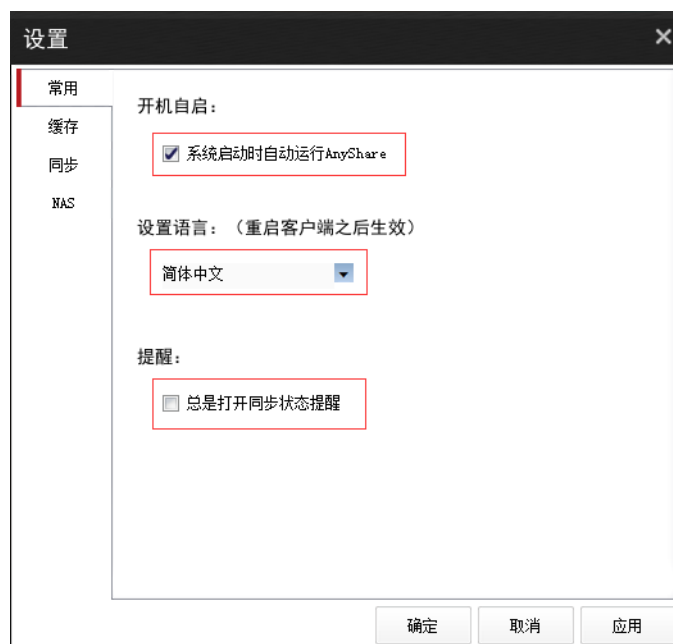 设置
常用
缓存
同步
NAS
开机自启:
系统启动时自动运行AnyShare
设置语言:（重启客户端之后生效）
简体中文
提醒:
总是打开同步状态提醒
确定
取消
应用